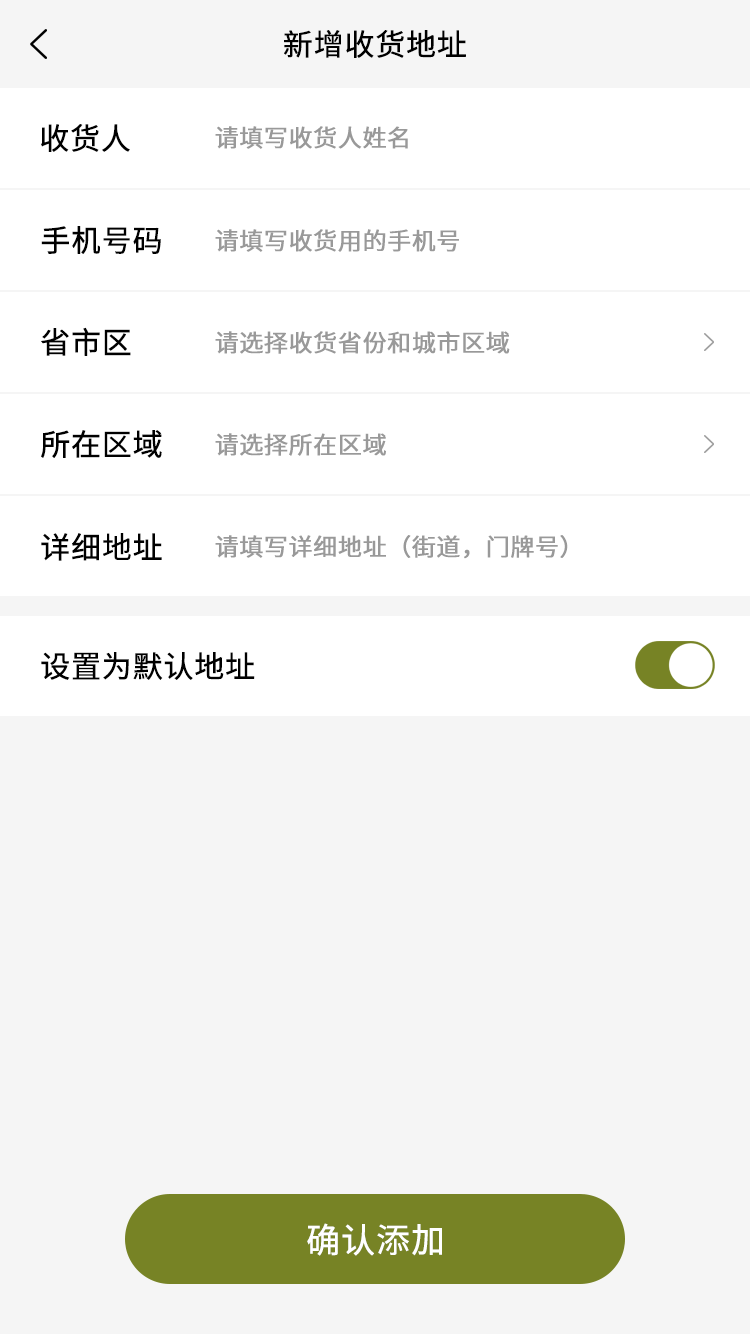 新增收货地址
收货人 请填写收货人姓名
手机号码 请填写收货用的手机号
省市区 请选择收货省份和城市区域
所在区域 请选择所在区域
详细地址 请填写详细地址（街道，门牌号）
设置为默认地址
确认添加